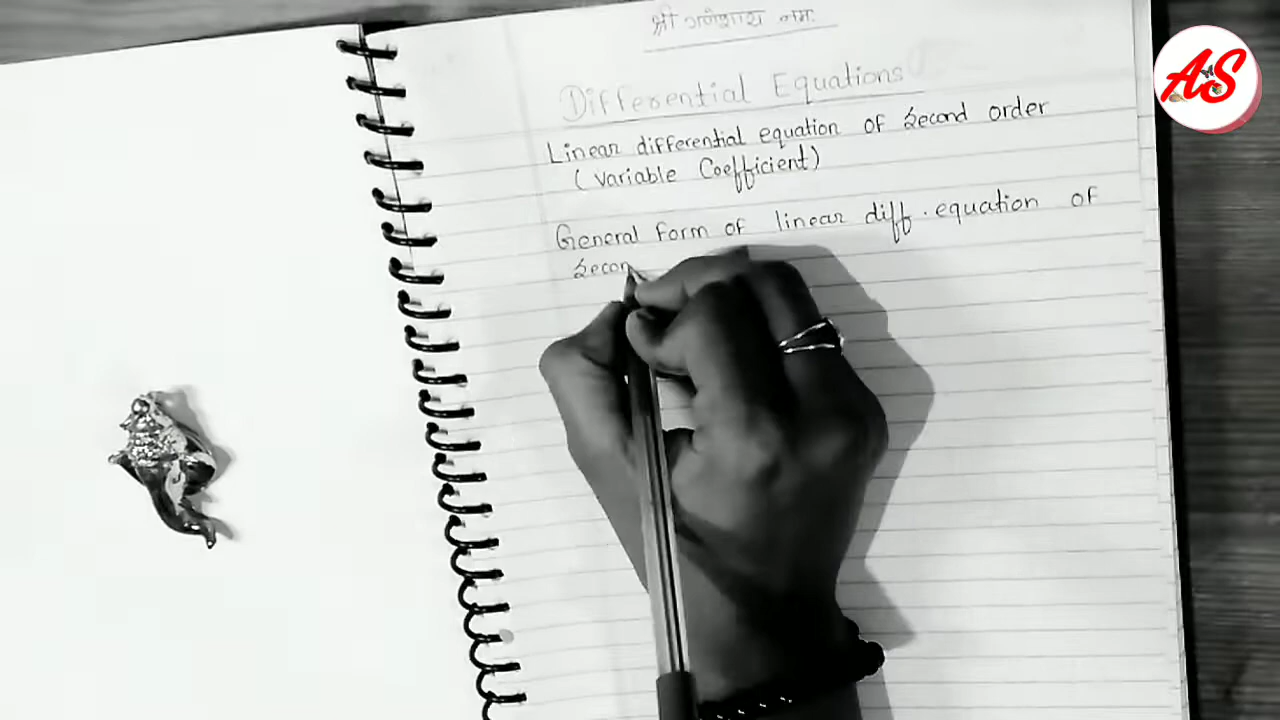 श्री गणेशाय नमः
Differential Equations
Linear differential equation of second order
(Variable Coefficient)
General form of linear diff. equation of
secon
AS